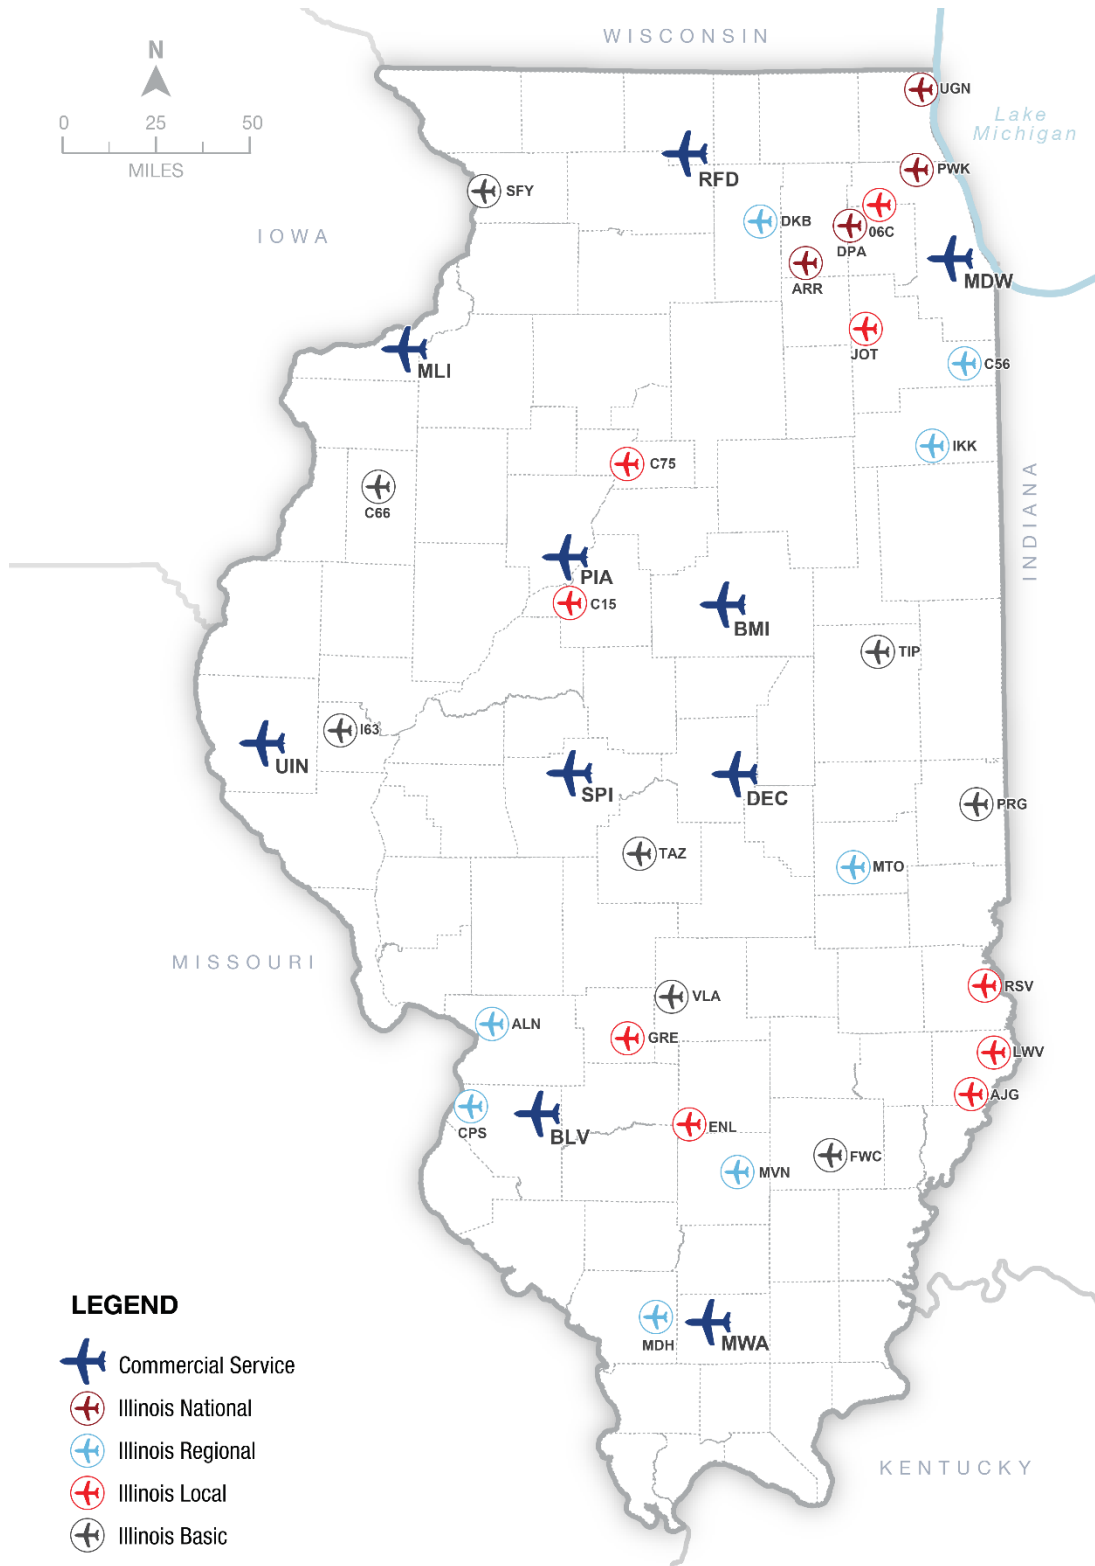 WISCONSIN
N
UGN
0 25 50
MILES
Lake
Michigan
RFD
PWK
SFY
DKB
06C
DPA
IOWA
ARR
MDW
JOT
MLI
C56
IKK
C75
C66
INDIANA
PIA
C15
BMI
TIP
I63
UIN
SPI
DEC
PRG
TAZ
MTO
MISSOURI
RSV
VLA
ALN
GRE
LWV
AJG
CPS
BLV
ENL
FWC
MVN
LEGEND
MDH
MWA
Commercial Service
Illinois National
Illinois Regional
KENTUCKY
Illinois Local
Illinois Basic